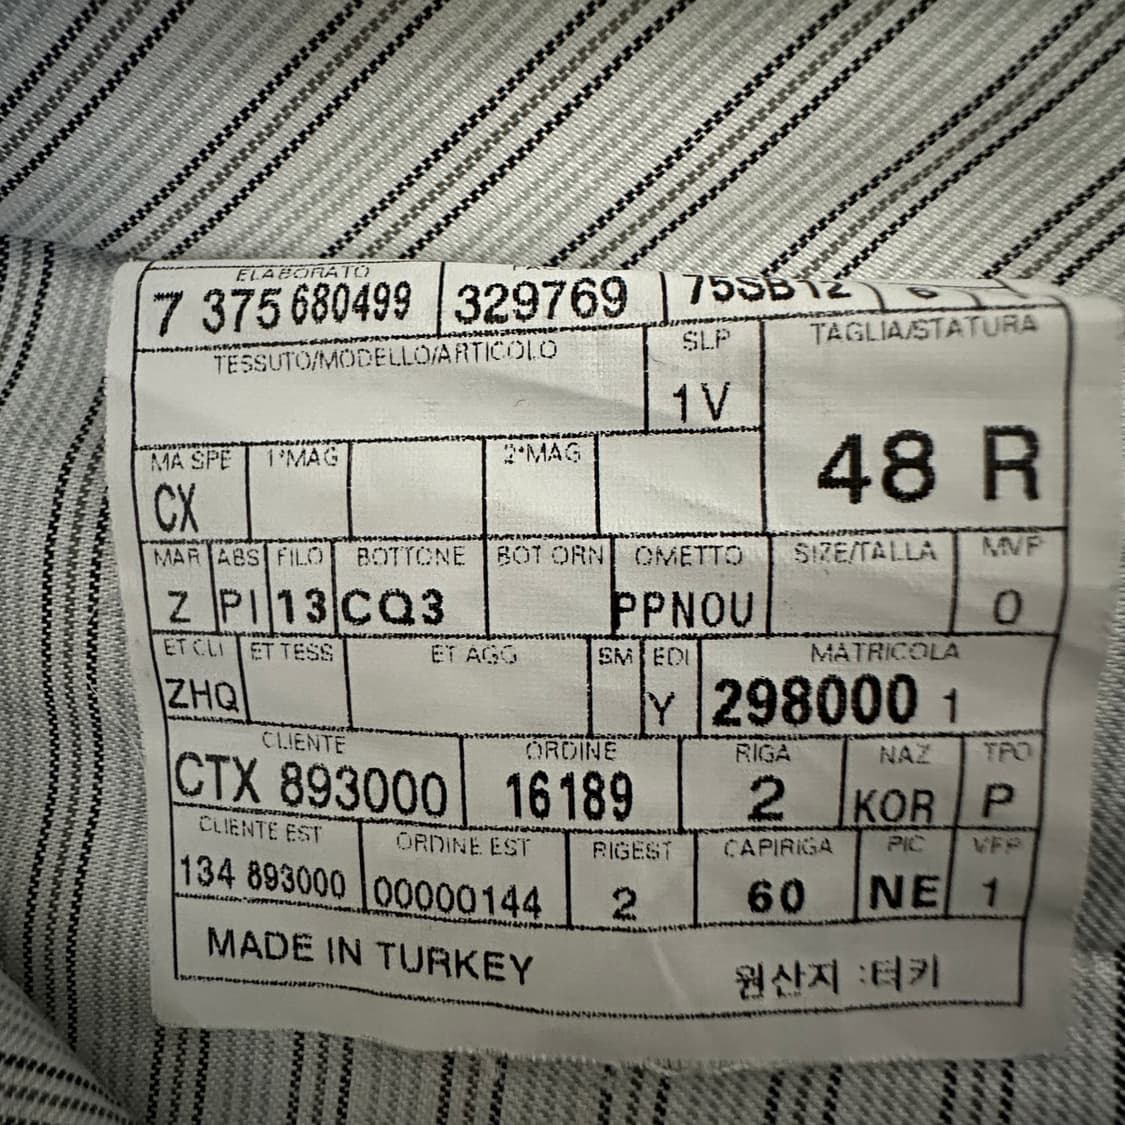 ELABORATO
7 375 680499 329769 75SB12
TESSUTO/MODELLO/ARTICOLO SLP TAGLIA/STATURA
1V
48 R
MA SPE 1°MAG 2°MAG
CX
MAR ABS FILO BOTTONE BOT ORN OMETTO SIZE/TALLA MVP
Z PI 13 CQ3 PPNOU 0
ET CLI ET TESS ET AGG SM EDI MATRICOLA
ZHQ Y 298000 1
CLIENTE ORDINE RIGA NAZ TPO
CTX 893000 16189 2 KOR P
CLIENTE EST ORDINE EST RIGEST CAPIRIGA PIC VFP
134 893000 00000144 2 60 NE 1
MADE IN TURKEY 원산지 :터키